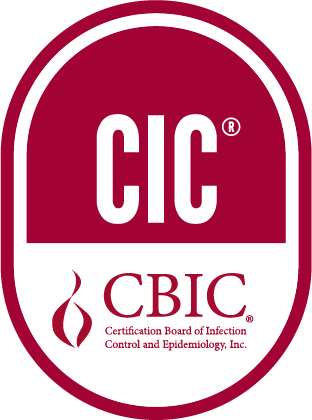 CIC®
CBIC®
Certification Board of Infection
Control and Epidemiology, Inc.